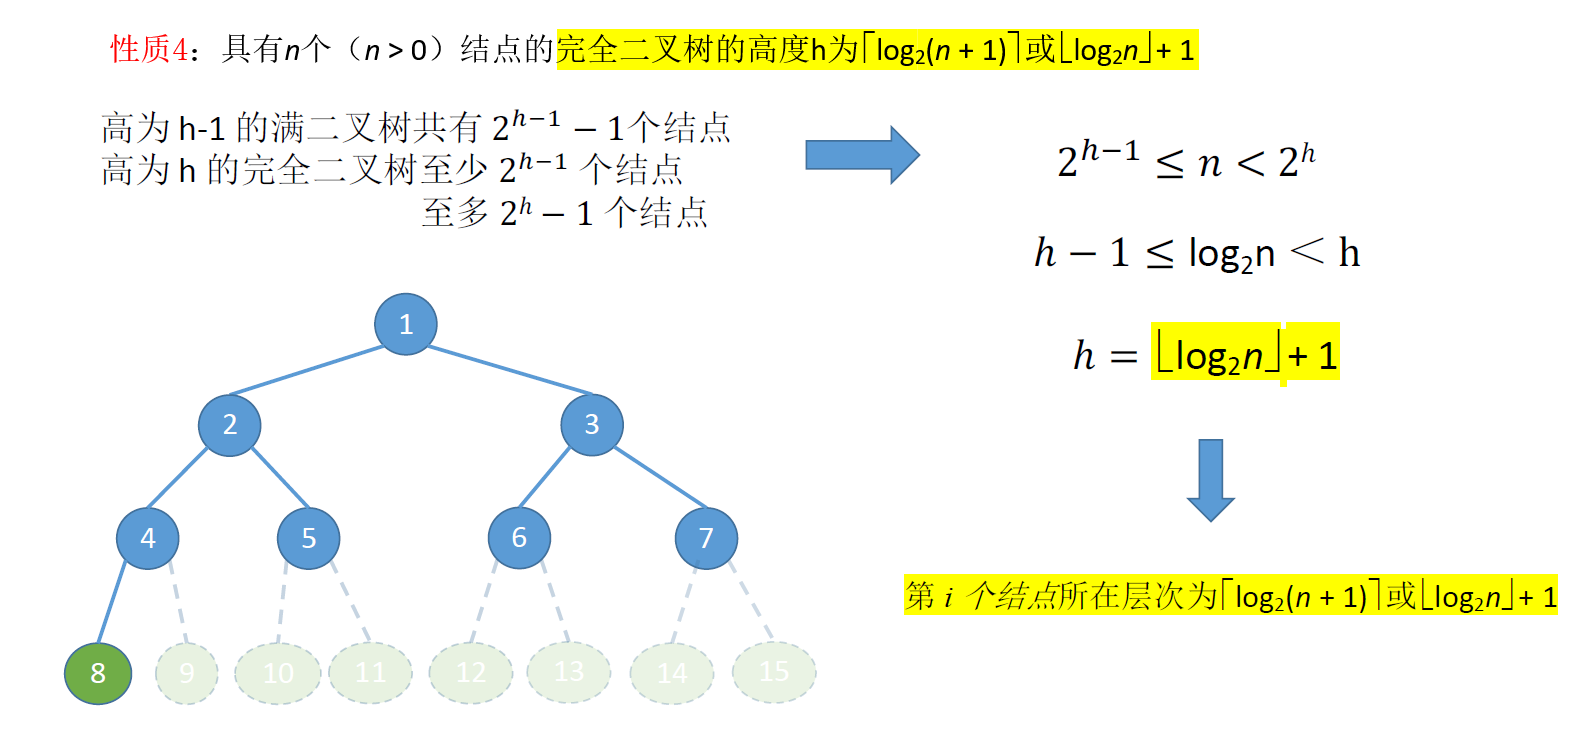 性质4：具有n个（n > 0）结点的完全二叉树的高度h为⌈log₂(n + 1)⌉或⌊log₂n⌋ + 1
高为 h-1 的满二叉树共有 2^{h−1} − 1个结点
高为 h 的完全二叉树至少 2^{h−1} 个结点
至多 2^h − 1 个结点
2^{h−1} ≤ n < 2^h
h − 1 ≤ log₂n ＜ h
h = ⌊log₂n⌋ + 1
第 i 个结点所在层次为⌈log₂(n + 1)⌉或⌊log₂n⌋ + 1
1
2 3
4 5 6 7
8 9 10 11 12 13 14 15